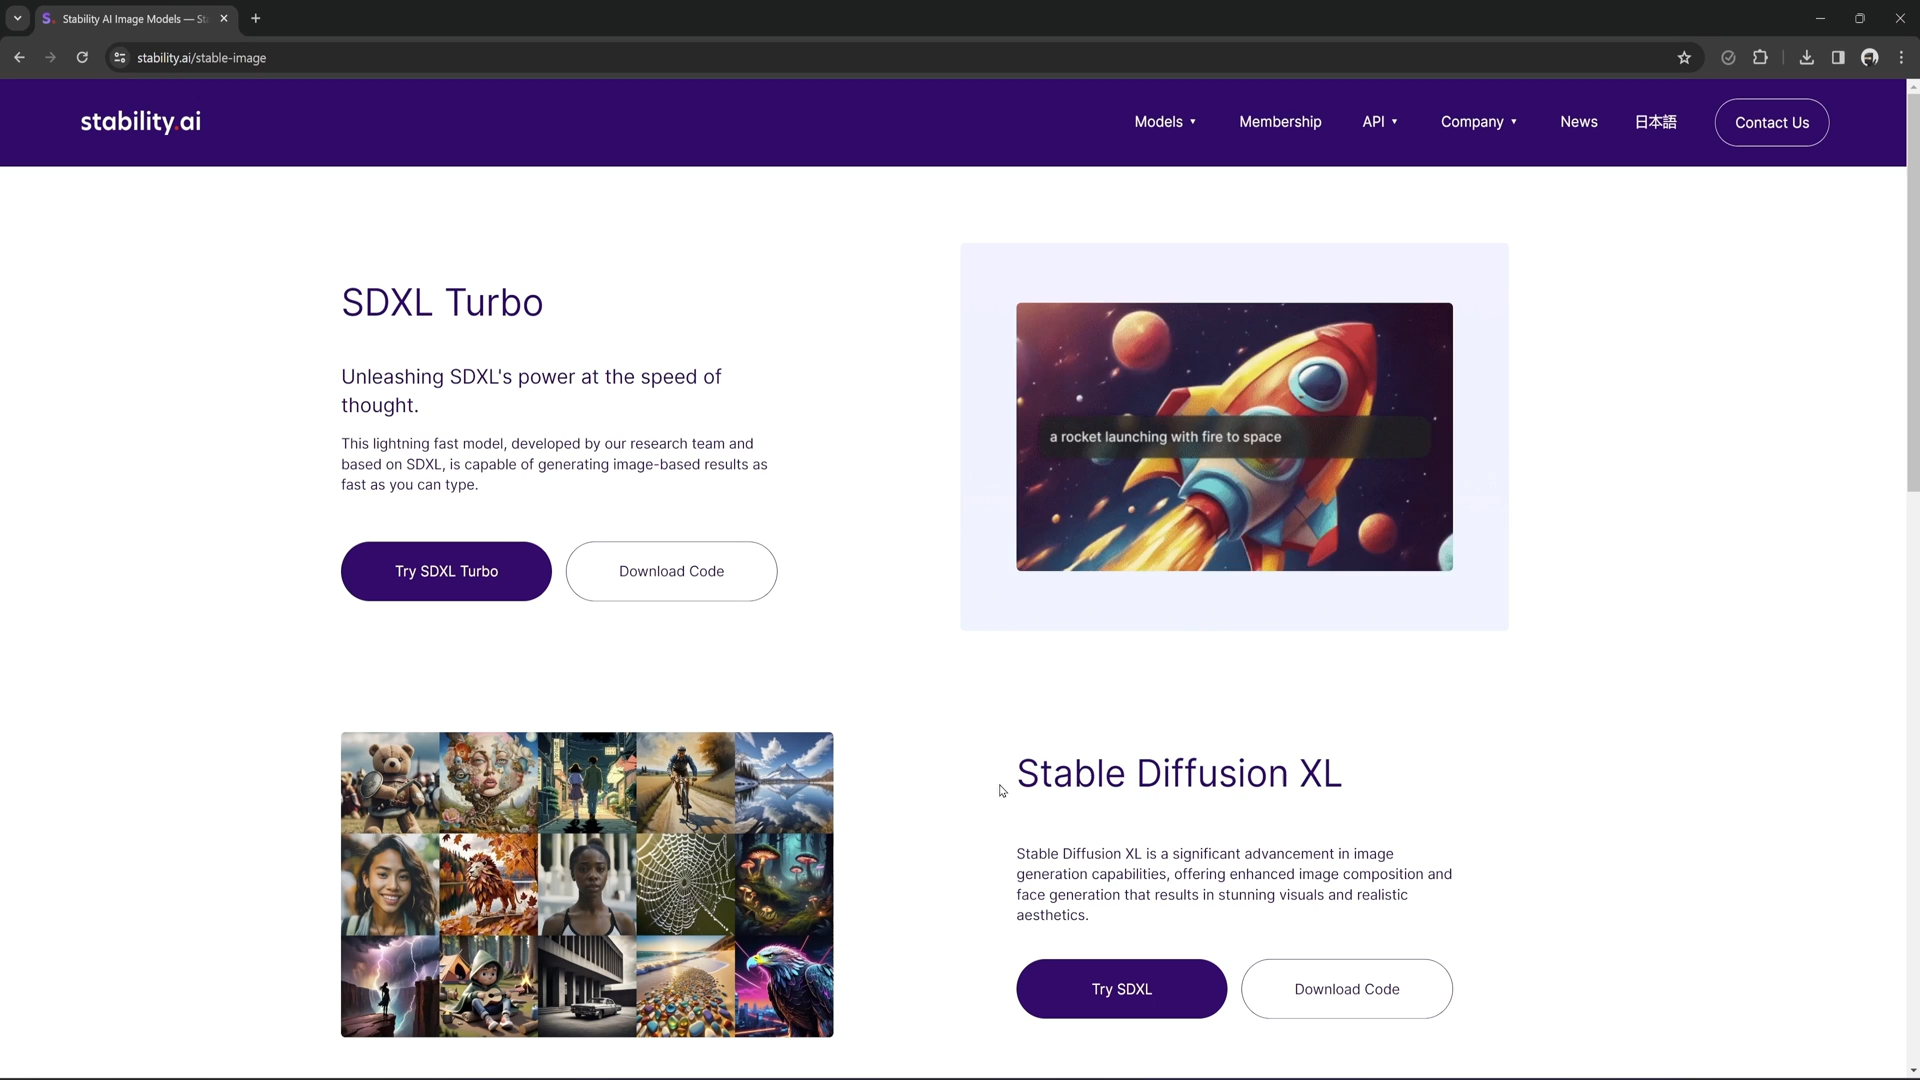 Stability AI Image Models — St
stability.ai/stable-image
stability.ai
Models
Membership
API
Company
News
日本語
Contact Us
SDXL Turbo
Unleashing SDXL's power at the speed of
thought.
This lightning fast model, developed by our research team and
based on SDXL, is capable of generating image-based results as
fast as you can type.
Try SDXL Turbo
Download Code
a rocket launching with fire to space
Stable Diffusion XL
Stable Diffusion XL is a significant advancement in image
generation capabilities, offering enhanced image composition and
face generation that results in stunning visuals and realistic
aesthetics.
Try SDXL
Download Code